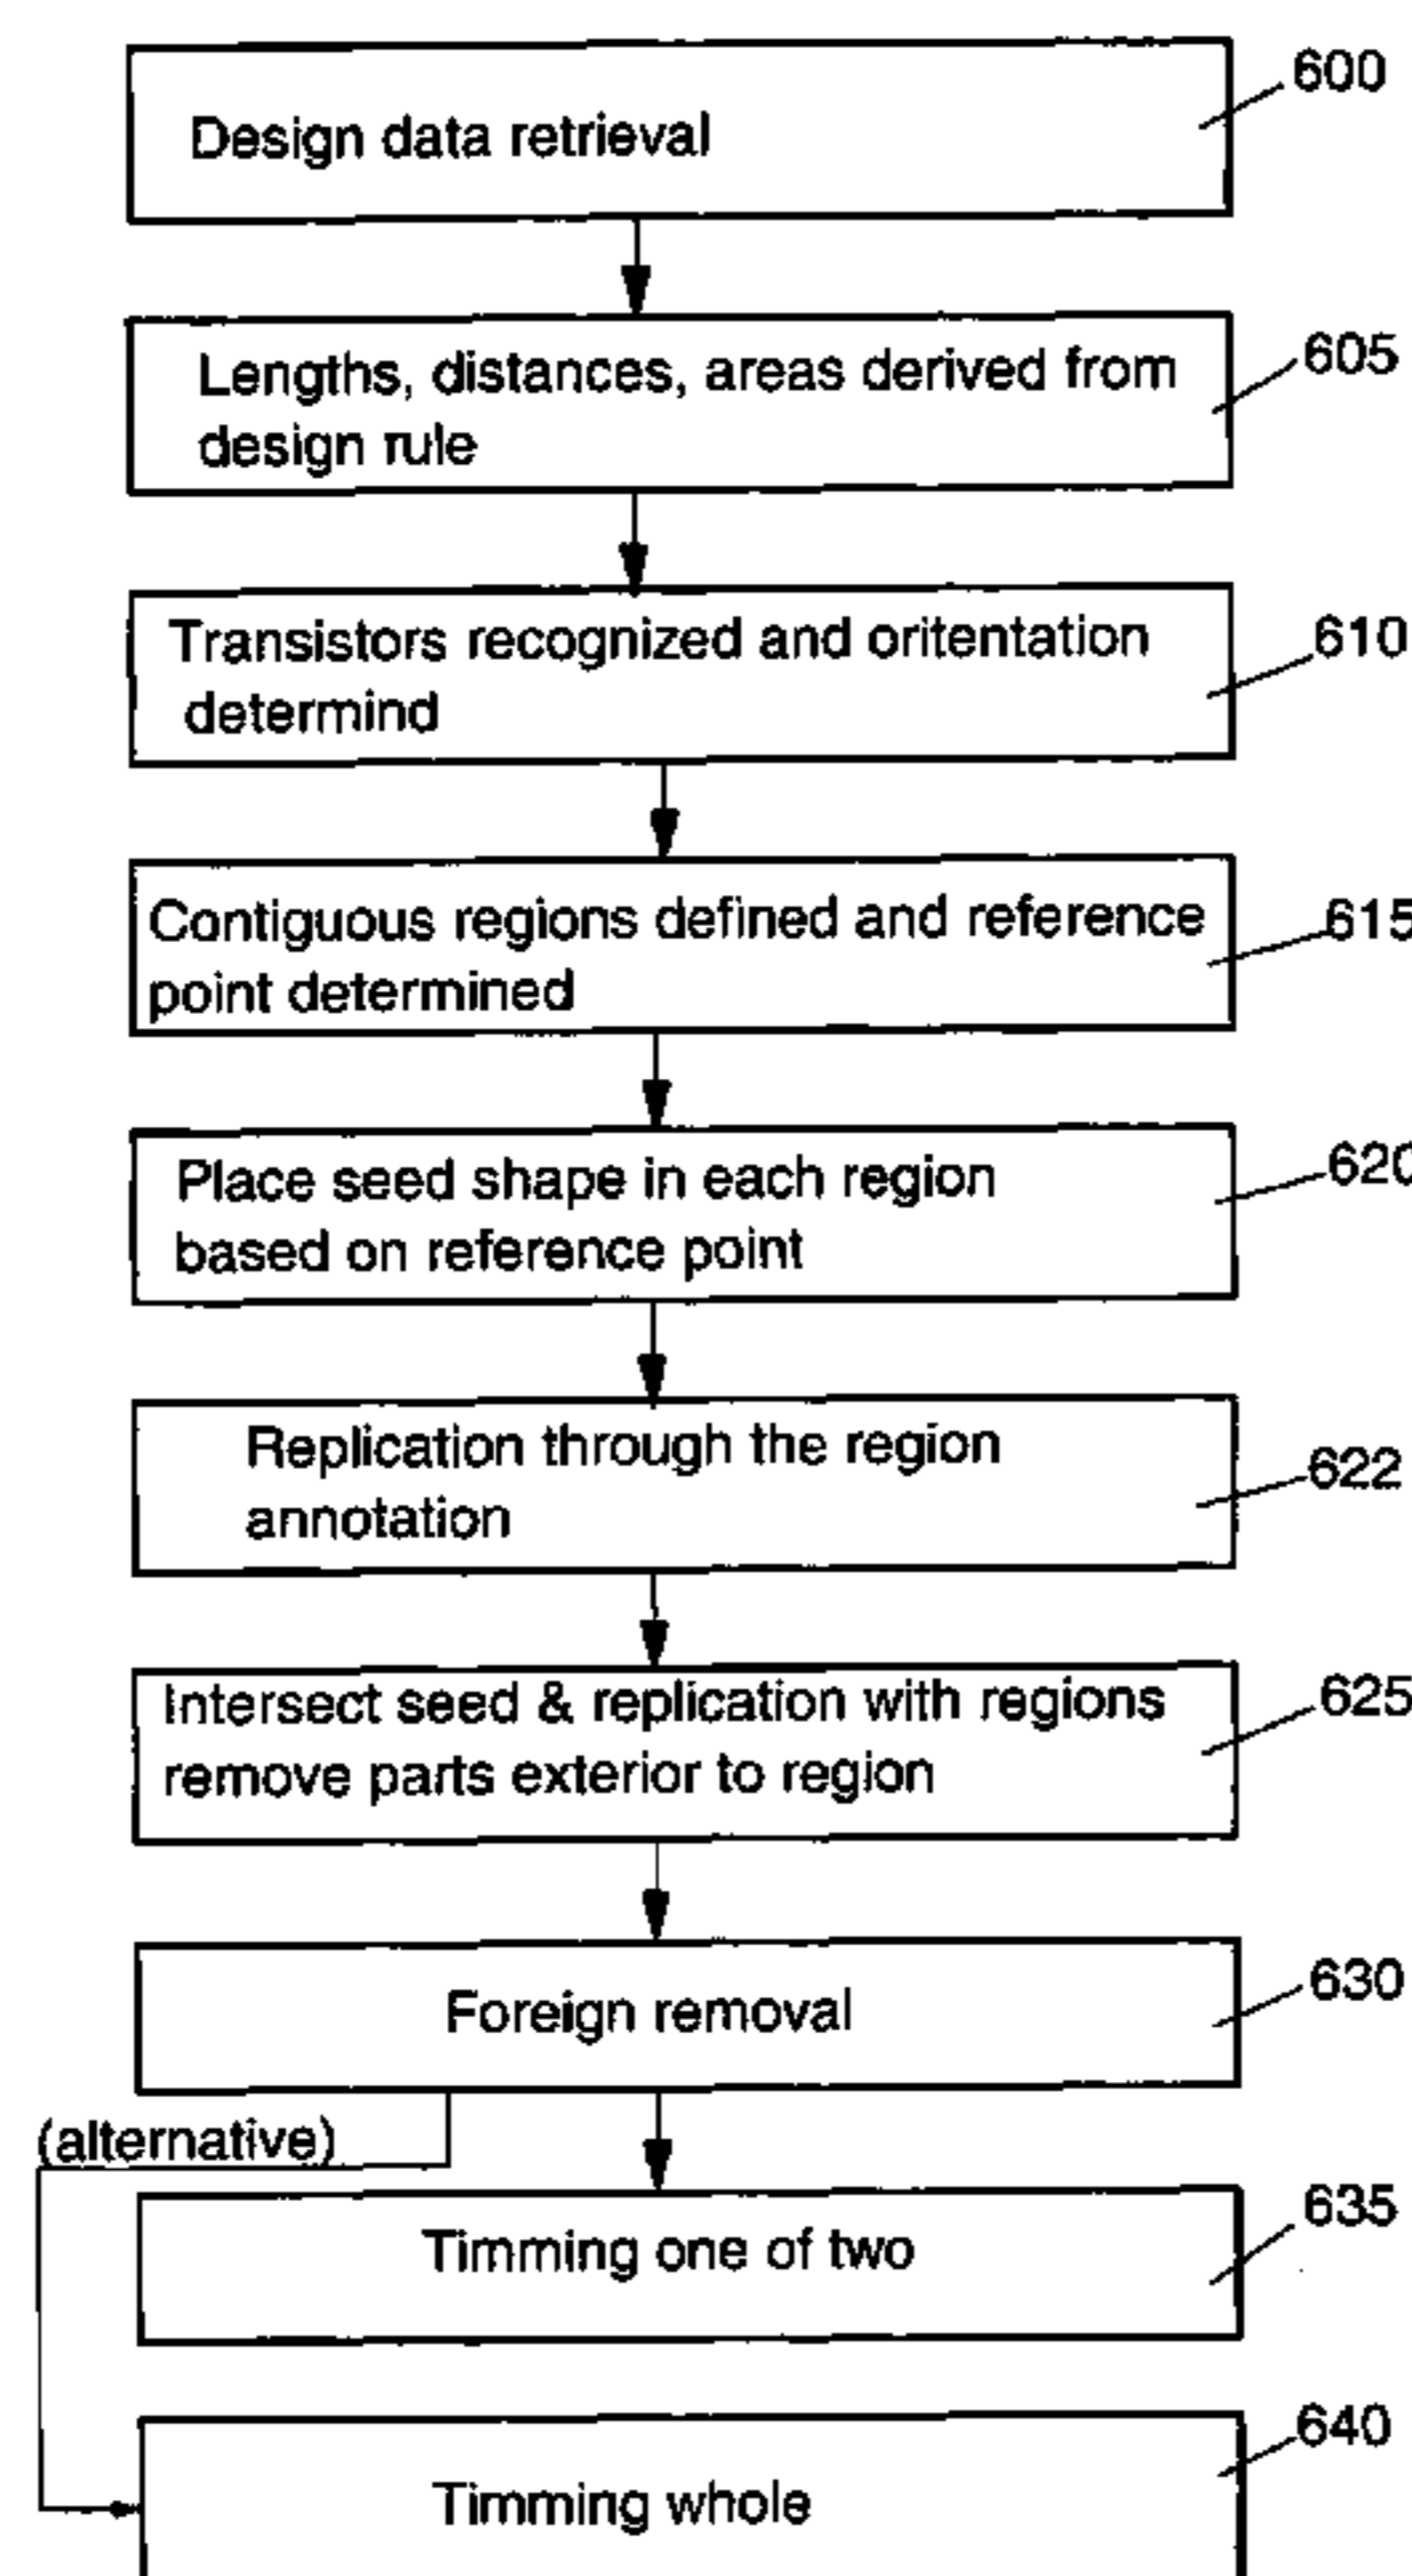 Design data retrieval
600
Lengths, distances, areas derived from
design rule
605
Transistors recognized and oritentation
determind
610
Contiguous regions defined and reference
point determined
615
Place seed shape in each region
based on reference point
620
Replication through the region
annotation
622
Intersect seed & replication with regions
remove parts exterior to region
625
Foreign removal
630
(alternative)
Timming one of two
635
Timming whole
640